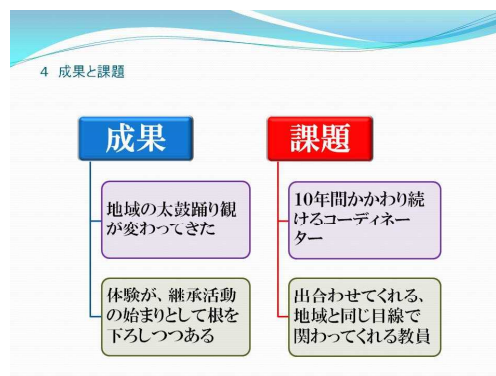 4 成果と課題
成果
地域の太鼓踊り観
が変わってきた
体験が、継承活動
の始まりとして根を
下ろしつつある
課題
10年間かかわり続
けるコーディネー
ター
出合わせてくれる、
地域と同じ目線で
関わってくれる教員